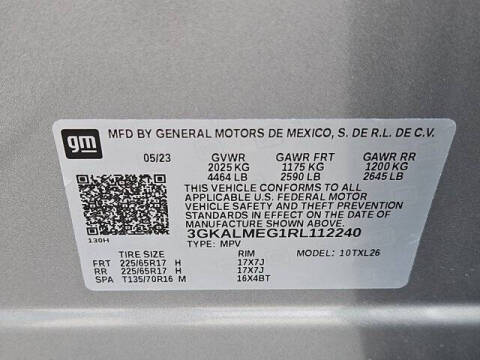 gm
MFD BY GENERAL MOTORS DE MEXICO, S. DE R.L. DE C.V.
05/23 GVWR GAWR FRT GAWR RR
2025 KG 1175 KG 1200 KG
4464 LB 2590 LB 2645 LB
THIS VEHICLE CONFORMS TO ALL
APPLICABLE U.S. FEDERAL MOTOR
VEHICLE SAFETY AND THEFT PREVENTION
STANDARDS IN EFFECT ON THE DATE OF
MANUFACTURE SHOWN ABOVE.
3GKALMEG1RL112240
130H TYPE: MPV MODEL: 10TXL26
TIRE SIZE RIM
FRT 225/65R17 H 17X7J
RR 225/65R17 H 17X7J
SPA T135/70R16 M 16X4BT